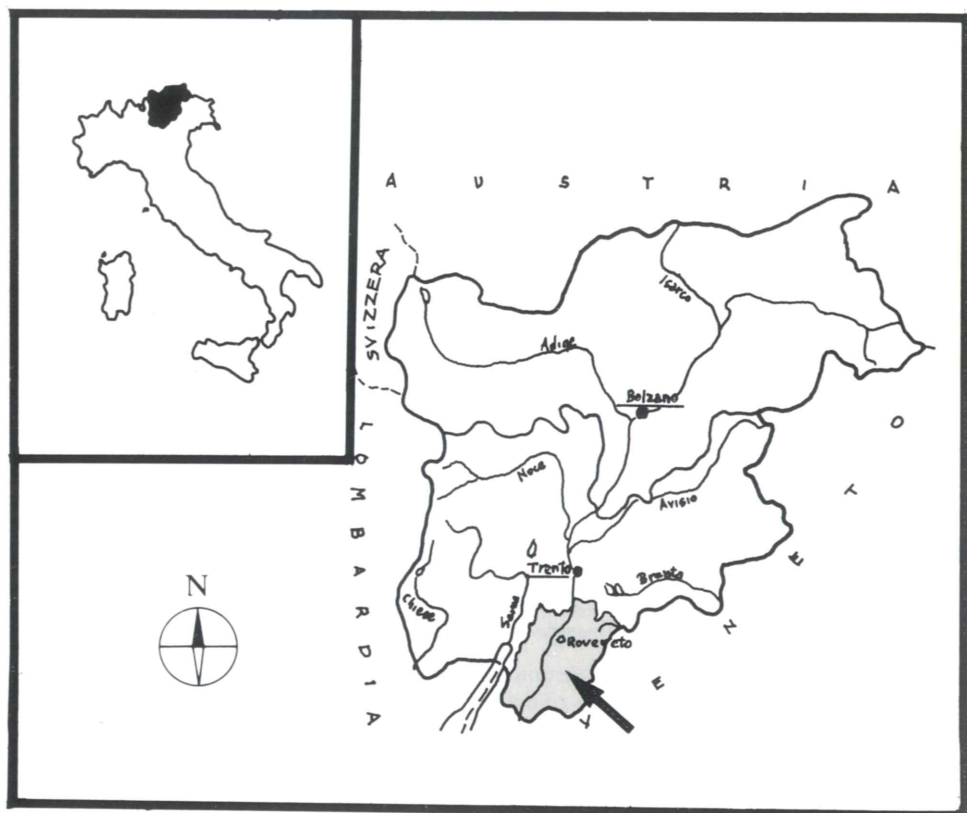 AUSTRIA
SVIZZERA
Isarco
Adige
Bolzano
LOMBARDIA
VENETO
Noce
Avisio
Trento
Brenta
Chiese
Sarca
Rovereto
N